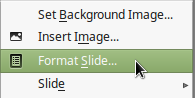 Set Background Image...
Insert Image...
Format Slide...
Slide